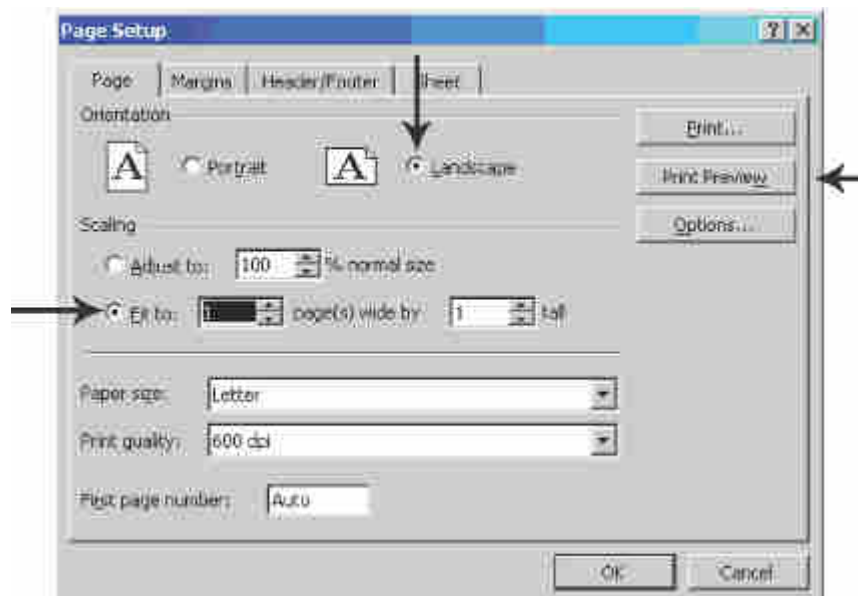 Page Setup
Page Margins Header/Footer Sheet
Orientation
A Portrait A Landscape
Print...
Print Preview
Options...
Scaling
Adjust to: 100 % normal size
Fit to: 1 page(s) wide by 1 tall
Paper size: Letter
Print quality: 600 dpi
First page number: Auto
OK Cancel